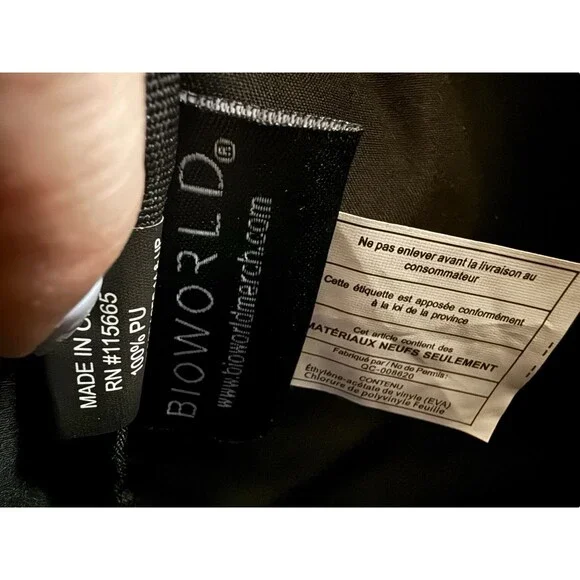 MADE IN C
RN #115665
100% PU
BIOWORLD®
www.bioworldmerch.com
Ne pas enlever avant la livraison au
consommateur
Cette étiquette est apposée conformément
à la loi de la province
Cet article contient des
MATÉRIAUX NEUFS SEULEMENT
Fabriqué par / No de Permis:
QC-008620
CONTENU
Éthylène-acétate de vinyle (EVA)
Chlorure de polyvinyle Feuille